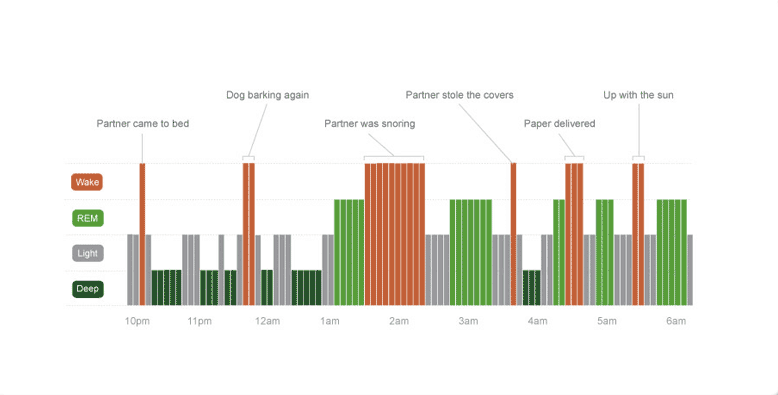 Dog barking again
Partner stole the covers
Up with the sun
Partner came to bed
Partner was snoring
Paper delivered
Wake
REM
Light
Deep
10pm 11pm 12am 1am 2am 3am 4am 5am 6am